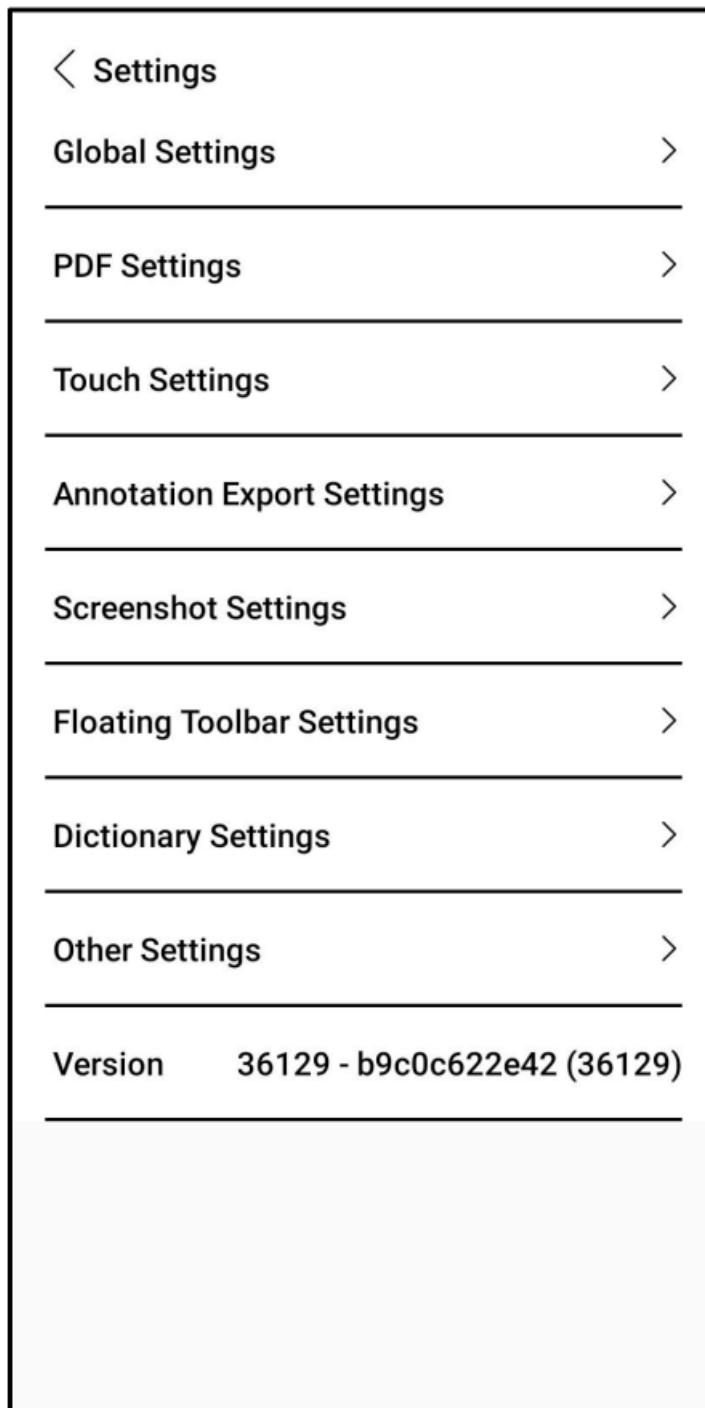 Settings
Global Settings
PDF Settings
Touch Settings
Annotation Export Settings
Screenshot Settings
Floating Toolbar Settings
Dictionary Settings
Other Settings
Version 36129 - b9c0c622e42 (36129)